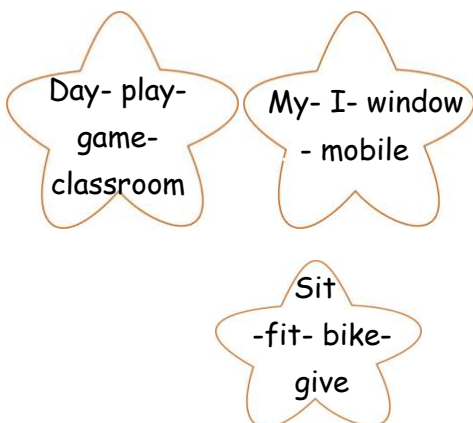 Day- play-
game-
classroom
My- I- window
- mobile
Sit
-fit- bike-
give